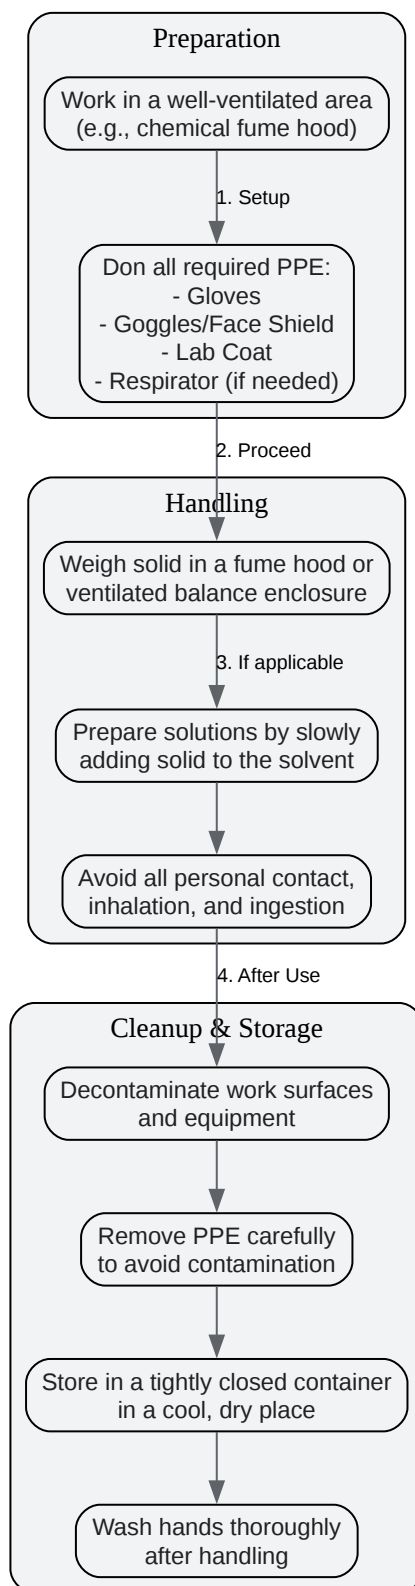 Preparation
Work in a well-ventilated area
(e.g., chemical fume hood)
1. Setup
Don all required PPE:
- Gloves
- Goggles/Face Shield
- Lab Coat
- Respirator (if needed)
2. Proceed
Handling
Weigh solid in a fume hood or
ventilated balance enclosure
3. If applicable
Prepare solutions by slowly
adding solid to the solvent
Avoid all personal contact,
inhalation, and ingestion
4. After Use
Cleanup & Storage
Decontaminate work surfaces
and equipment
Remove PPE carefully
to avoid contamination
Store in a tightly closed container
in a cool, dry place
Wash hands thoroughly
after handling